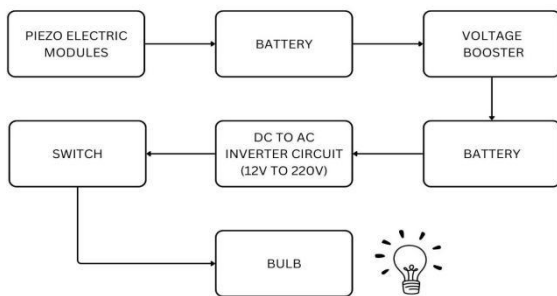 PIEZO ELECTRIC
MODULES
BATTERY
VOLTAGE
BOOSTER
SWITCH
DC TO AC
INVERTER CIRCUIT
(12V TO 220V)
BATTERY
BULB